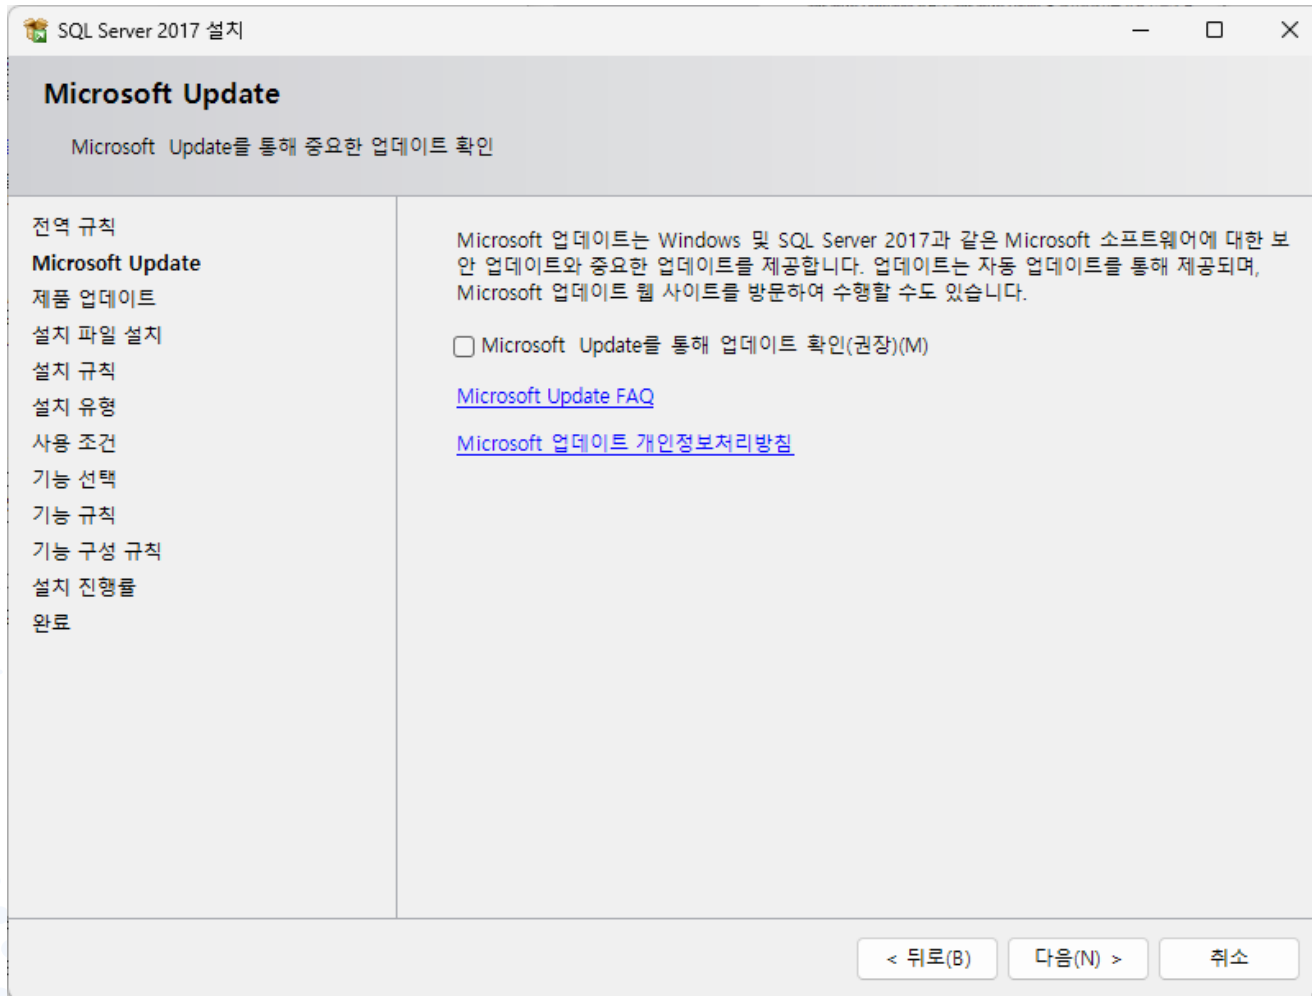 SQL Server 2017 설치
Microsoft Update
Microsoft Update를 통해 중요한 업데이트 확인
전역 규칙
Microsoft Update
제품 업데이트
설치 파일 설치
설치 규칙
설치 유형
사용 조건
기능 선택
기능 규칙
기능 구성 규칙
설치 진행률
완료
Microsoft 업데이트는 Windows 및 SQL Server 2017과 같은 Microsoft 소프트웨어에 대한 보
안 업데이트와 중요한 업데이트를 제공합니다. 업데이트는 자동 업데이트를 통해 제공되며,
Microsoft 업데이트 웹 사이트를 방문하여 수행할 수도 있습니다.
Microsoft Update를 통해 업데이트 확인(권장)(M)
Microsoft Update FAQ
Microsoft 업데이트 개인정보처리방침
< 뒤로(B)
다음(N) >
취소